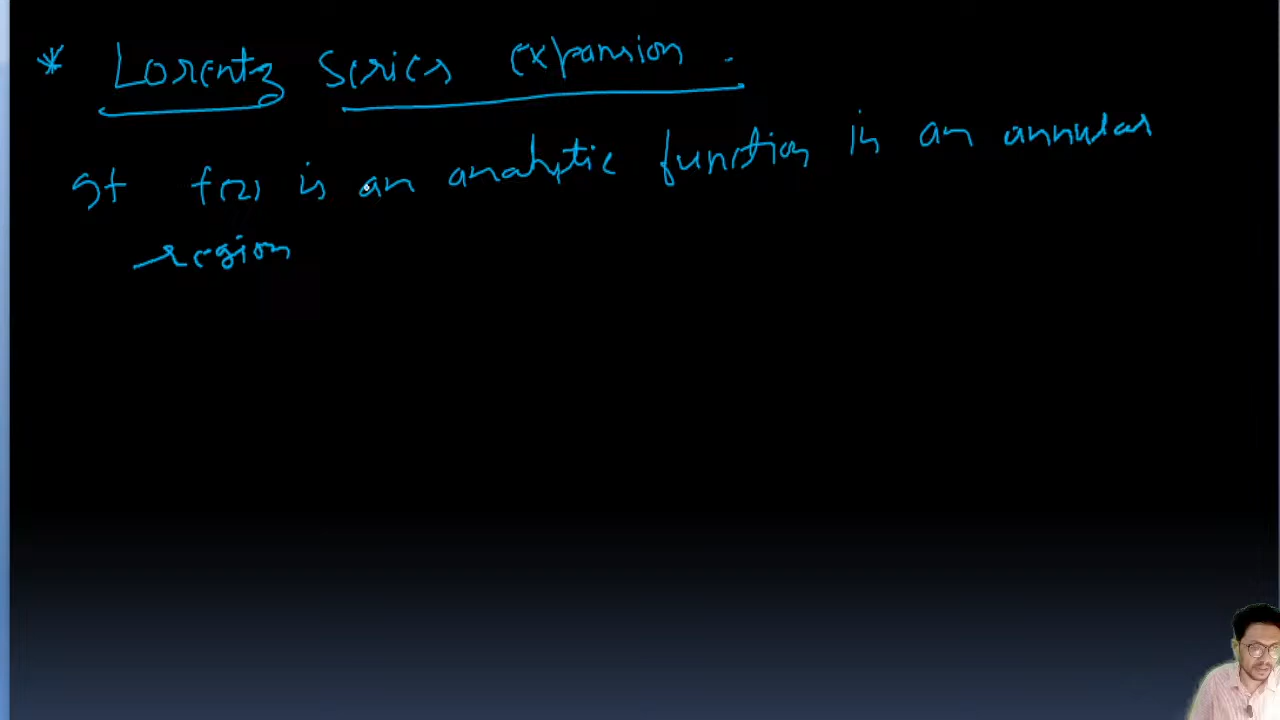 * Lorentz Series expansion.
If f(z) is an analytic function in an annular
region